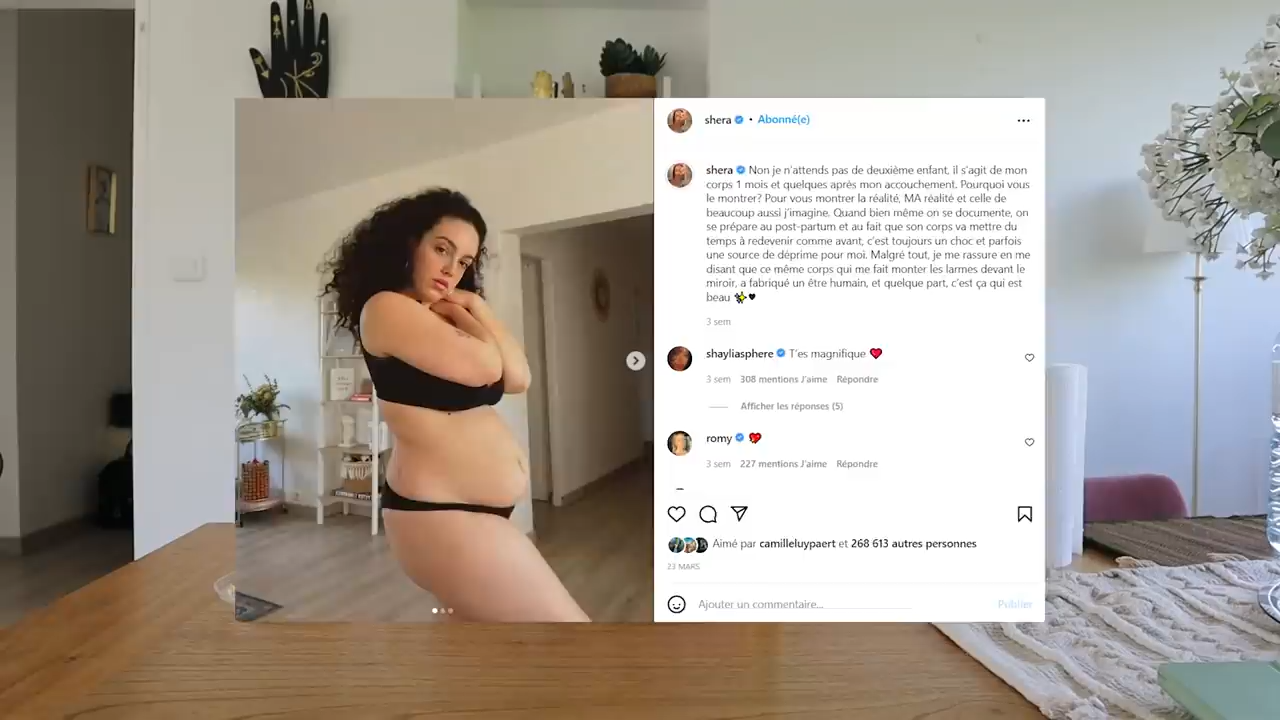 shera • Abonné(e)
shera Non je n'attends pas de deuxième enfant, il s'agit de mon
corps 1 mois et quelques après mon accouchement. Pourquoi vous
le montrer? Pour vous montrer la réalité, MA réalité et celle de
beaucoup aussi j'imagine. Quand bien même on se documente, on
se prépare au post-partum et au fait que son corps va mettre du
temps à redevenir comme avant, c'est toujours un choc et parfois
une source de déprime pour moi. Malgré tout, je me rassure en me
disant que ce même corps qui me fait monter les larmes devant le
miroir, a fabriqué un être humain, et quelque part, c'est ça qui est
beau ✨♥
3 sem
shayliasphere T'es magnifique ❤️
3 sem 308 mentions J'aime Répondre
Afficher les réponses (5)
romy ❤️
3 sem 227 mentions J'aime Répondre
Aimé par camilleluypaert et 268 613 autres personnes
23 MARS
Ajouter un commentaire... Publier